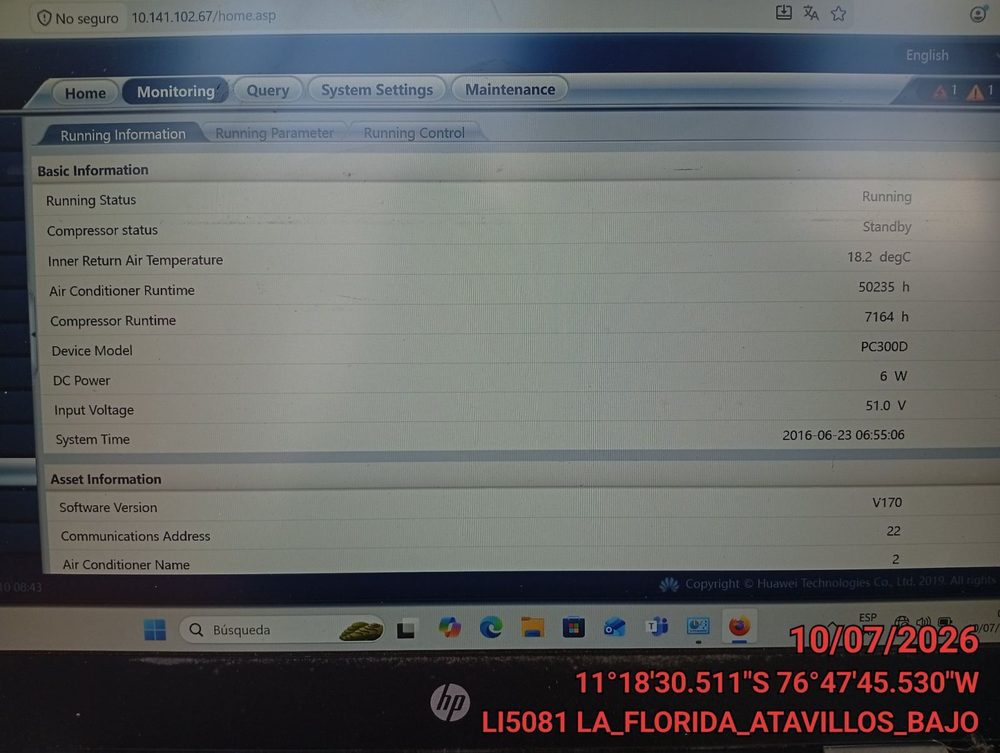 No seguro 10.141.102.67/home.asp
English
Home Monitoring Query System Settings Maintenance 1 1
Running Information Running Parameter Running Control
Basic Information
Running Status Running
Compressor status Standby
Inner Return Air Temperature 18.2 degC
Air Conditioner Runtime 50235 h
Compressor Runtime 7164 h
Device Model PC300D
DC Power 6 W
Input Voltage 51.0 V
System Time 2016-06-23 06:55:06
Asset Information
Software Version V170
Communications Address 22
Air Conditioner Name 2
10 08:43 Copyright © Huawei Technologies Co., Ltd. 2019. All rights
Búsqueda ESP
10/07/2026
11°18'30.511"S 76°47'45.530"W
hp
LI5081 LA_FLORIDA_ATAVILLOS_BAJO